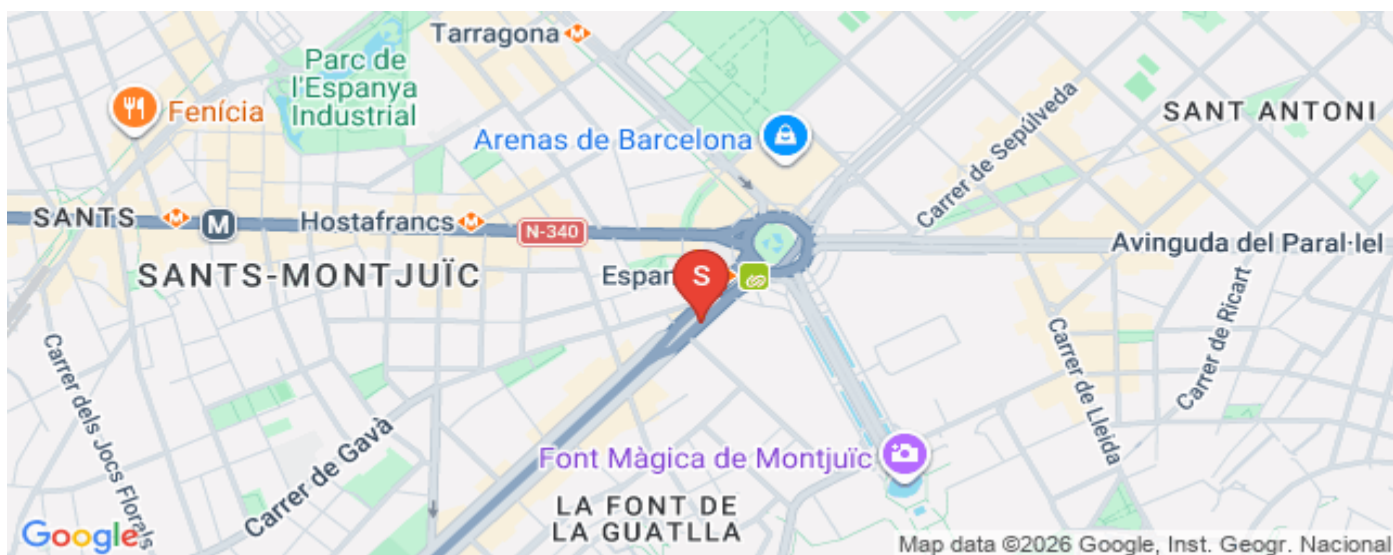 Tarragona
Parc de
l'Espanya
Industrial
Fenícia
Arenas de Barcelona
Carrer de Sepúlveda
SANT ANTONI
SANTS
M
Hostafrancs
N-340
Avinguda del Paral·lel
SANTS-MONTJUÏC
S
Carrer dels Jocs Florals
Carrer de Gavà
Carrer de Lleida
Carrer de Ricart
Font Màgica de Montjuïc
LA FONT DE
LA GUATLLA
Google
Map data ©2026 Google, Inst. Geogr. Nacional